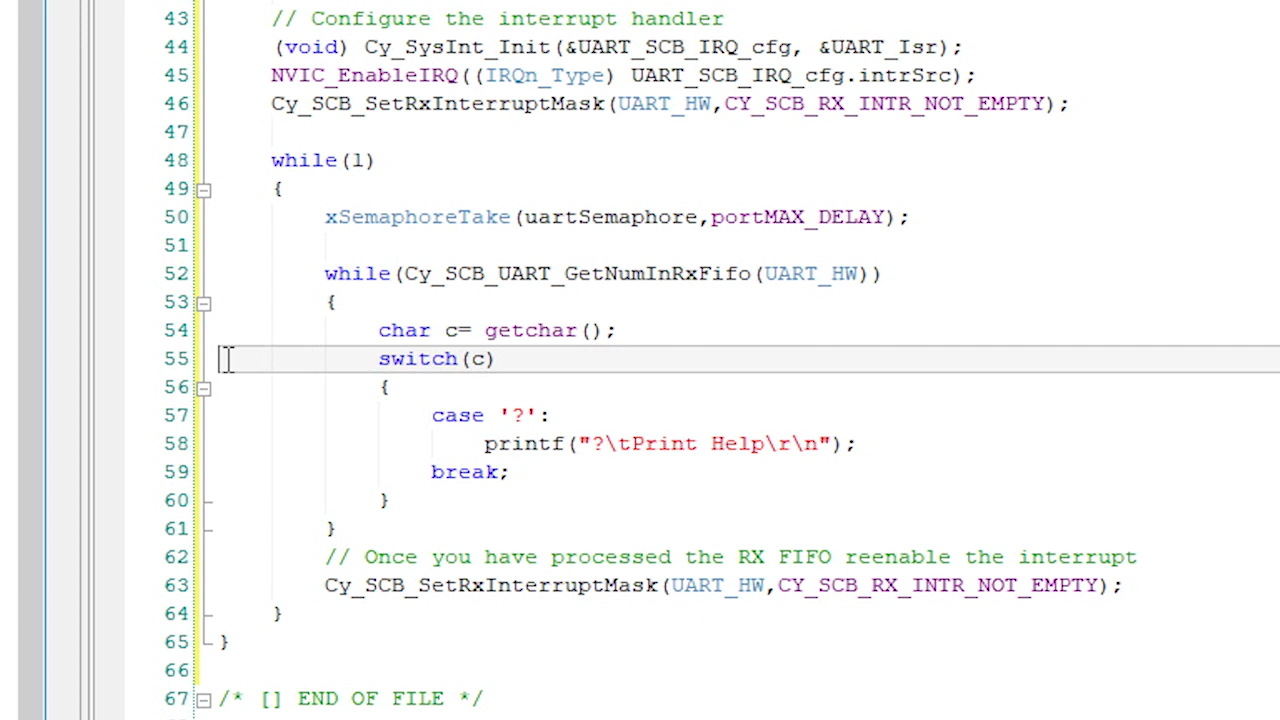 43 // Configure the interrupt handler
44 (void) Cy_SysInt_Init(&UART_SCB_IRQ_cfg, &UART_Isr);
45 NVIC_EnableIRQ((IRQn_Type) UART_SCB_IRQ_cfg.intrSrc);
46 Cy_SCB_SetRxInterruptMask(UART_HW,CY_SCB_RX_INTR_NOT_EMPTY);
47
48 while(1)
49 {
50 xSemaphoreTake(uartSemaphore,portMAX_DELAY);
51
52 while(Cy_SCB_UART_GetNumInRxFifo(UART_HW))
53 {
54 char c= getchar();
55 switch(c)
56 {
57 case '?':
58 printf("?\tPrint Help\r\n");
59 break;
60 }
61 }
62 // Once you have processed the RX FIFO reenable the interrupt
63 Cy_SCB_SetRxInterruptMask(UART_HW,CY_SCB_RX_INTR_NOT_EMPTY);
64 }
65 }
66
67 /* [] END OF FILE */